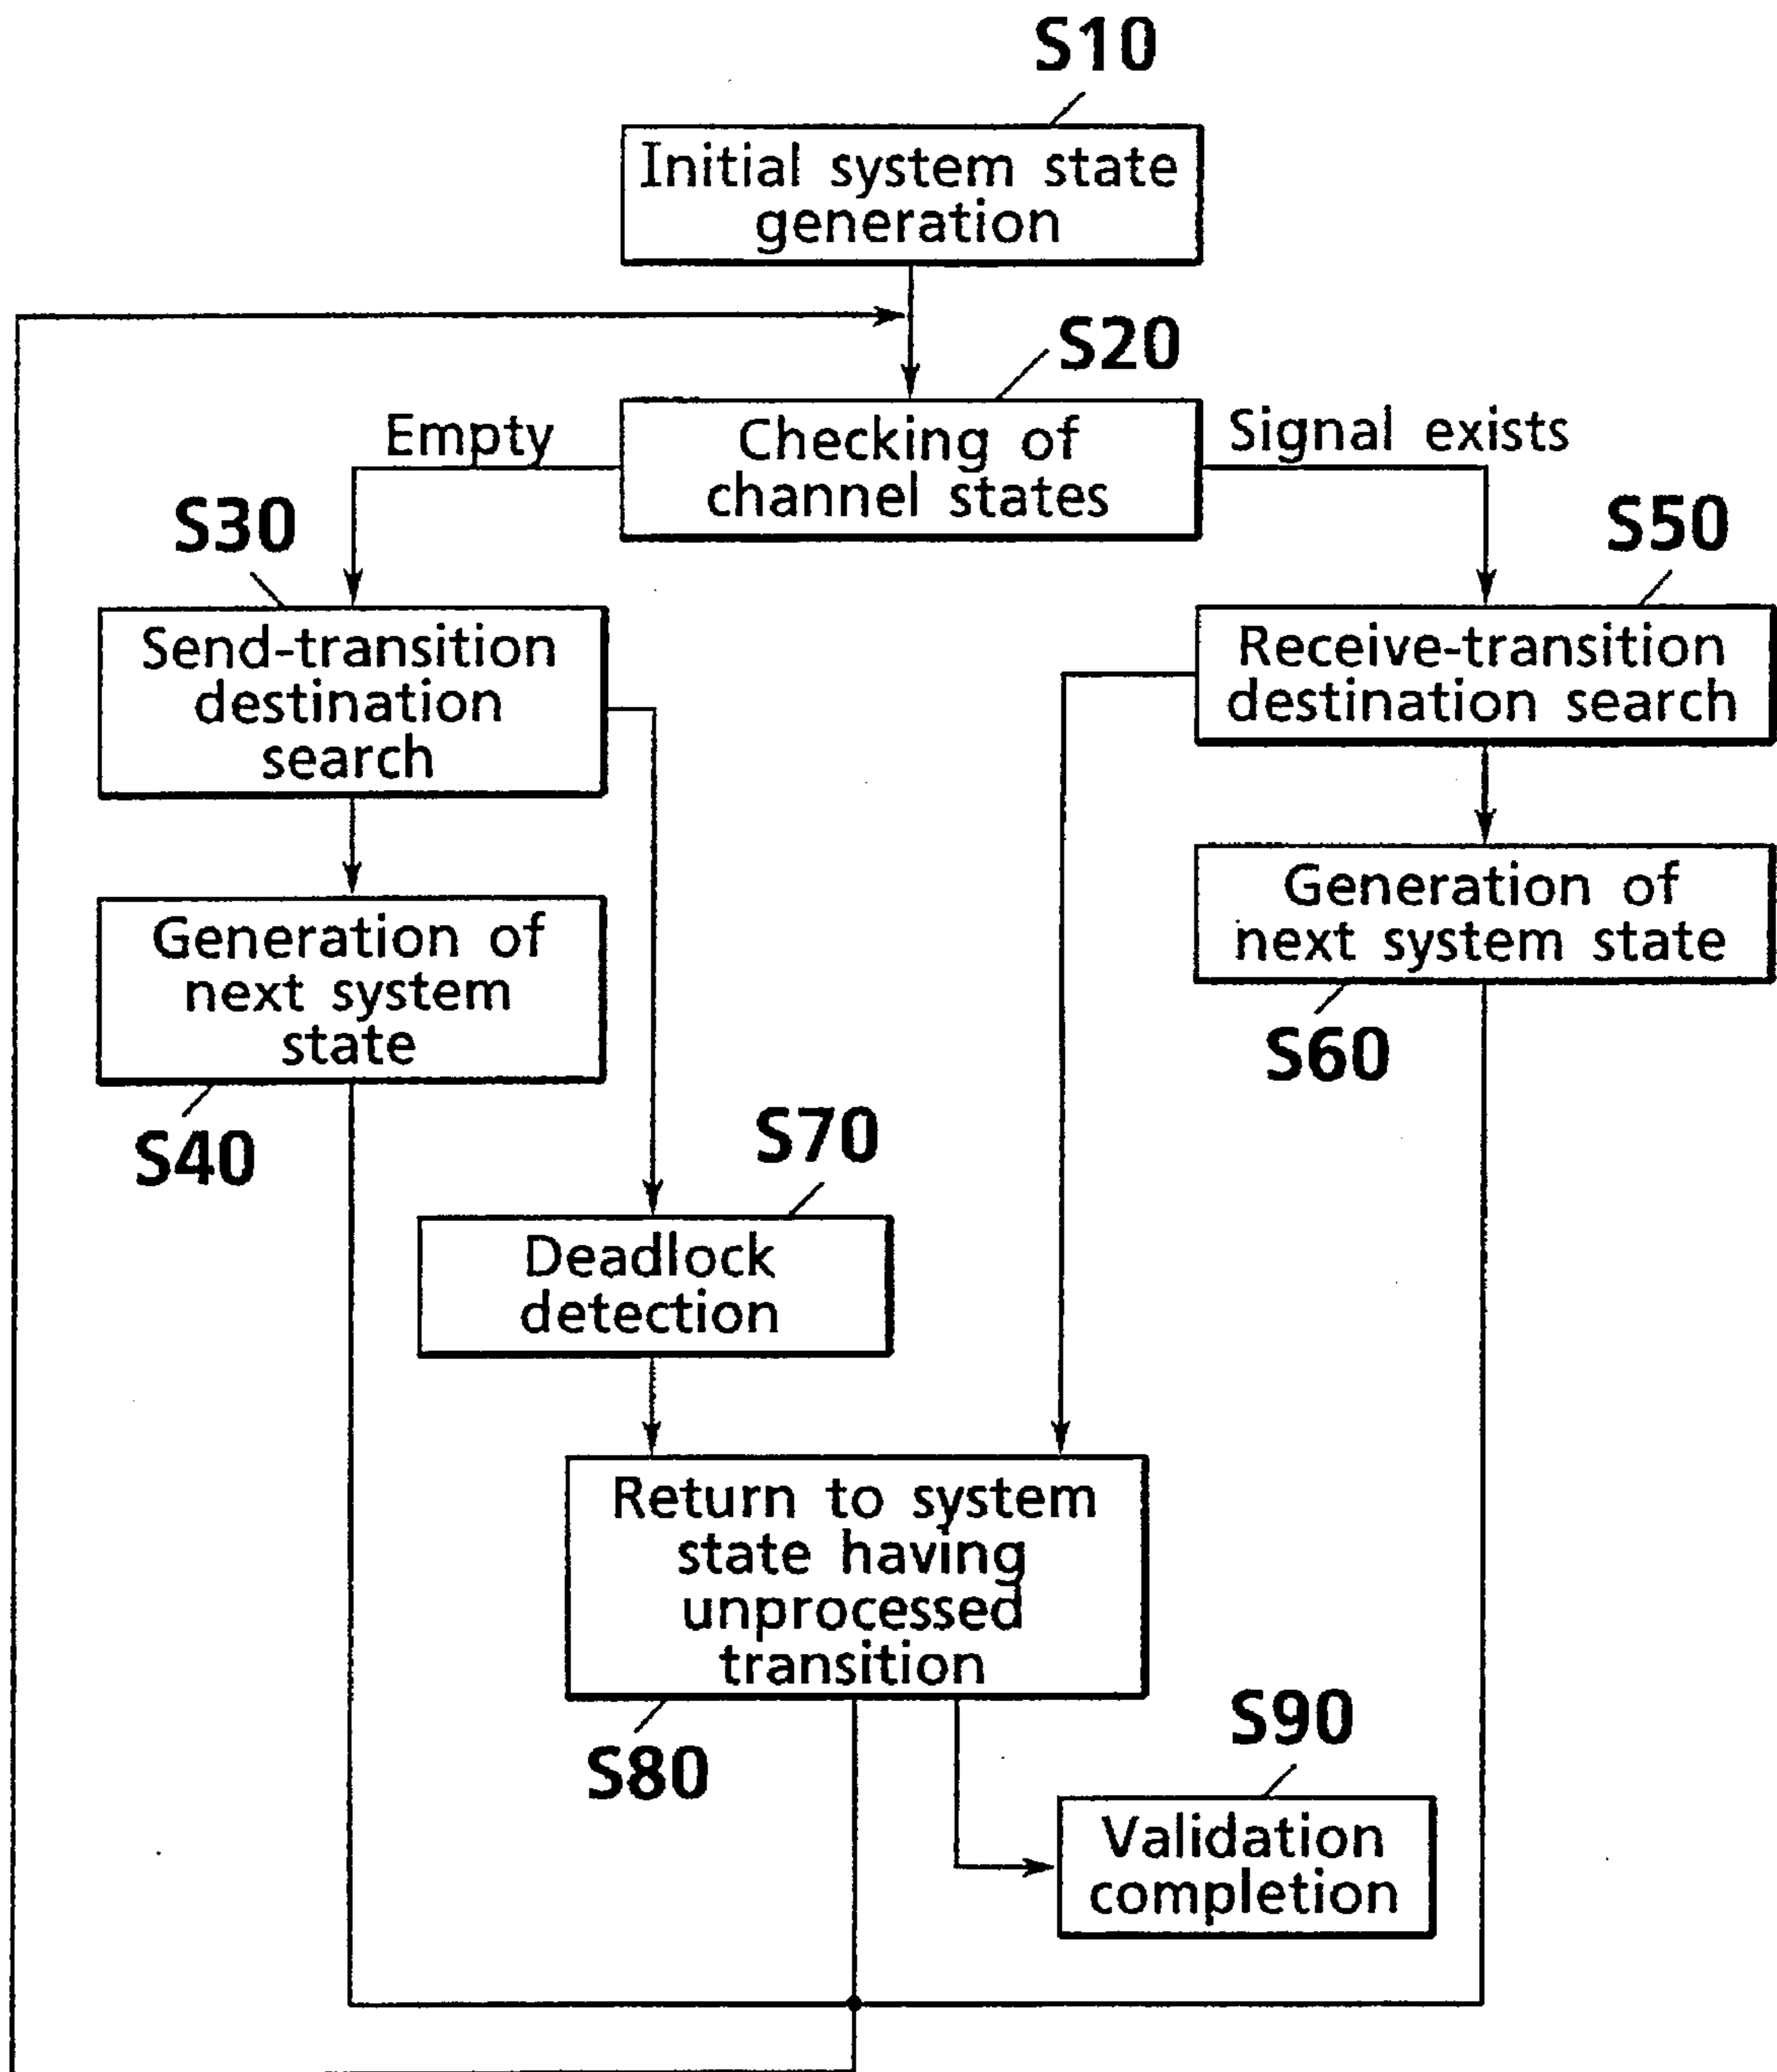 S10
Initial system state
generation
S20
Empty
Checking of
channel states
Signal exists
S30
S50
Send-transition
destination
search
Receive-transition
destination search
Generation of
next system
state
Generation of
next system state
S40
S60
S70
Deadlock
detection
Return to system
state having
unprocessed
transition
S80
S90
Validation
completion